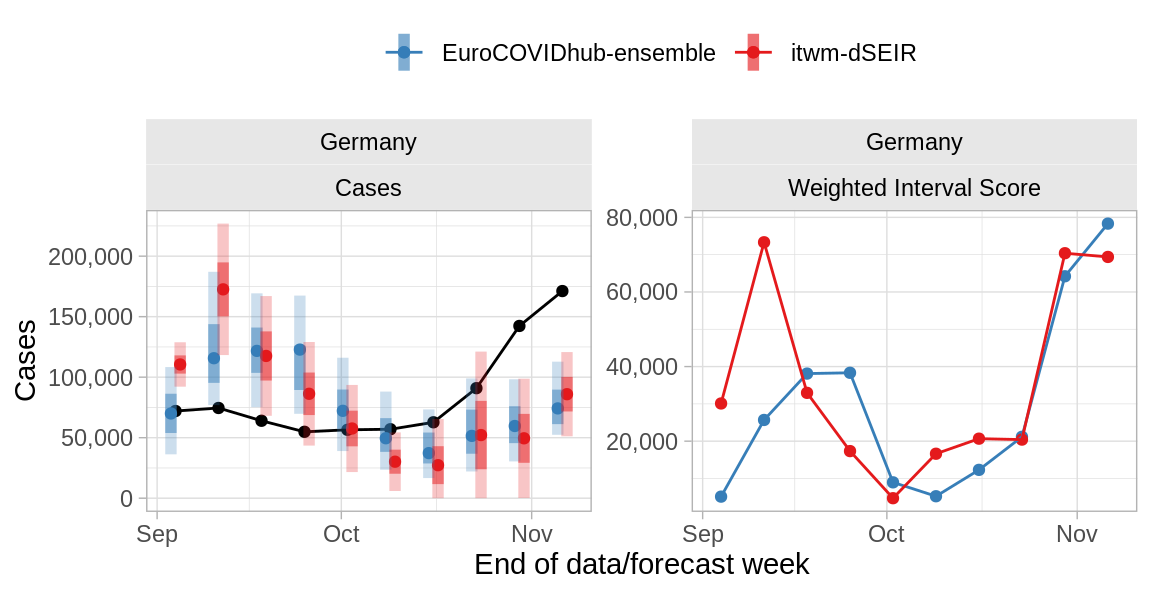 EuroCOVIDhub-ensemble itwm-dSEIR
Germany
Cases
Germany
Weighted Interval Score
Cases
200,000
150,000
100,000
50,000
0
Sep Oct Nov
80,000
60,000
40,000
20,000
Sep Oct Nov
End of data/forecast week